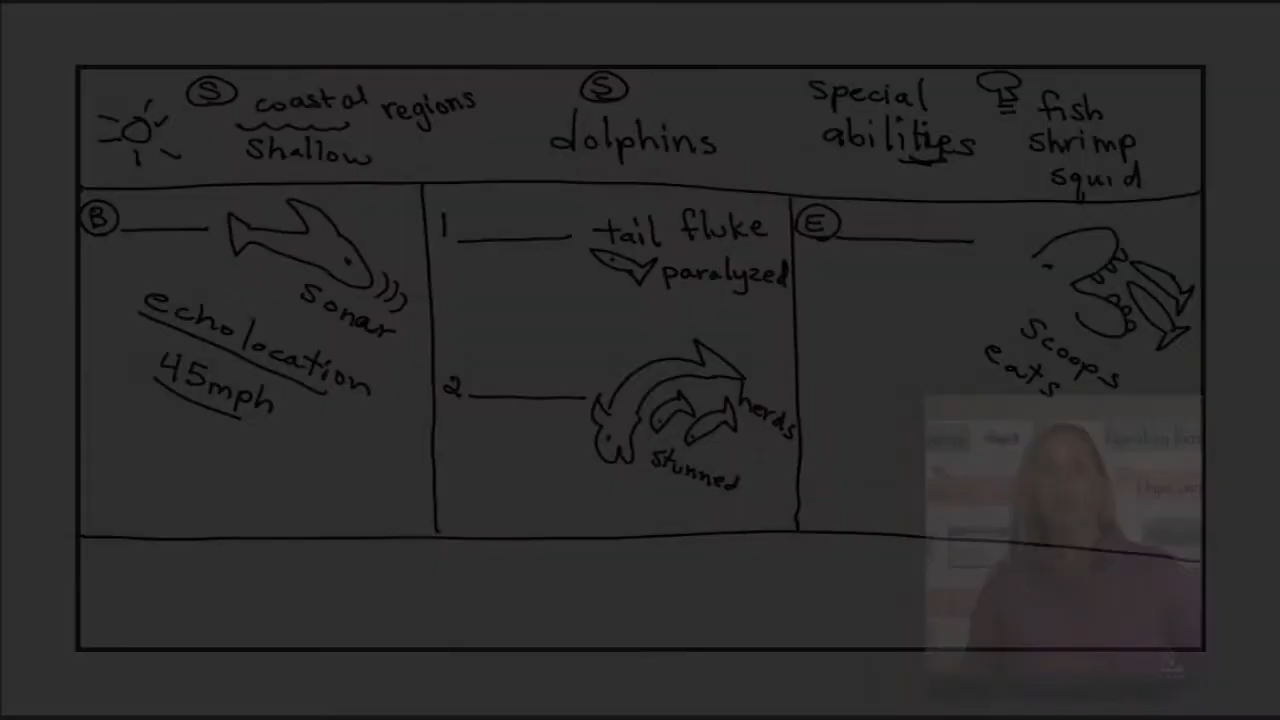 S coastal regions
shallow
S
dolphins
special
abilities
fish
shrimp
squid
B
sonar
echolocation
45mph
1 tail fluke
paralyzed
2
herds
stunned
E
scoops
eats